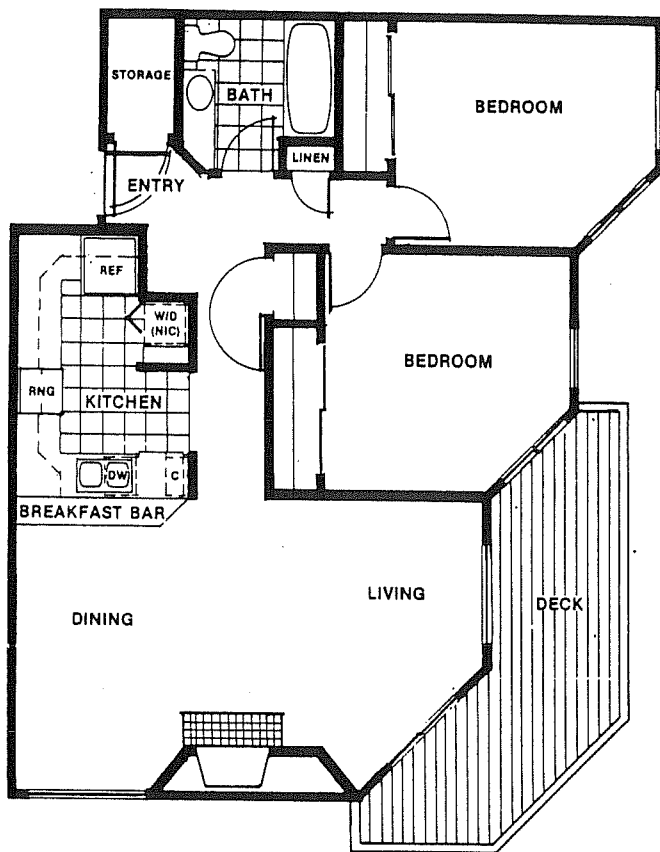 STORAGE
BATH
BEDROOM
LINEN
ENTRY
REF
W/D
(NIC)
BEDROOM
RNG
KITCHEN
DW
C
BREAKFAST BAR
LIVING
DECK
DINING